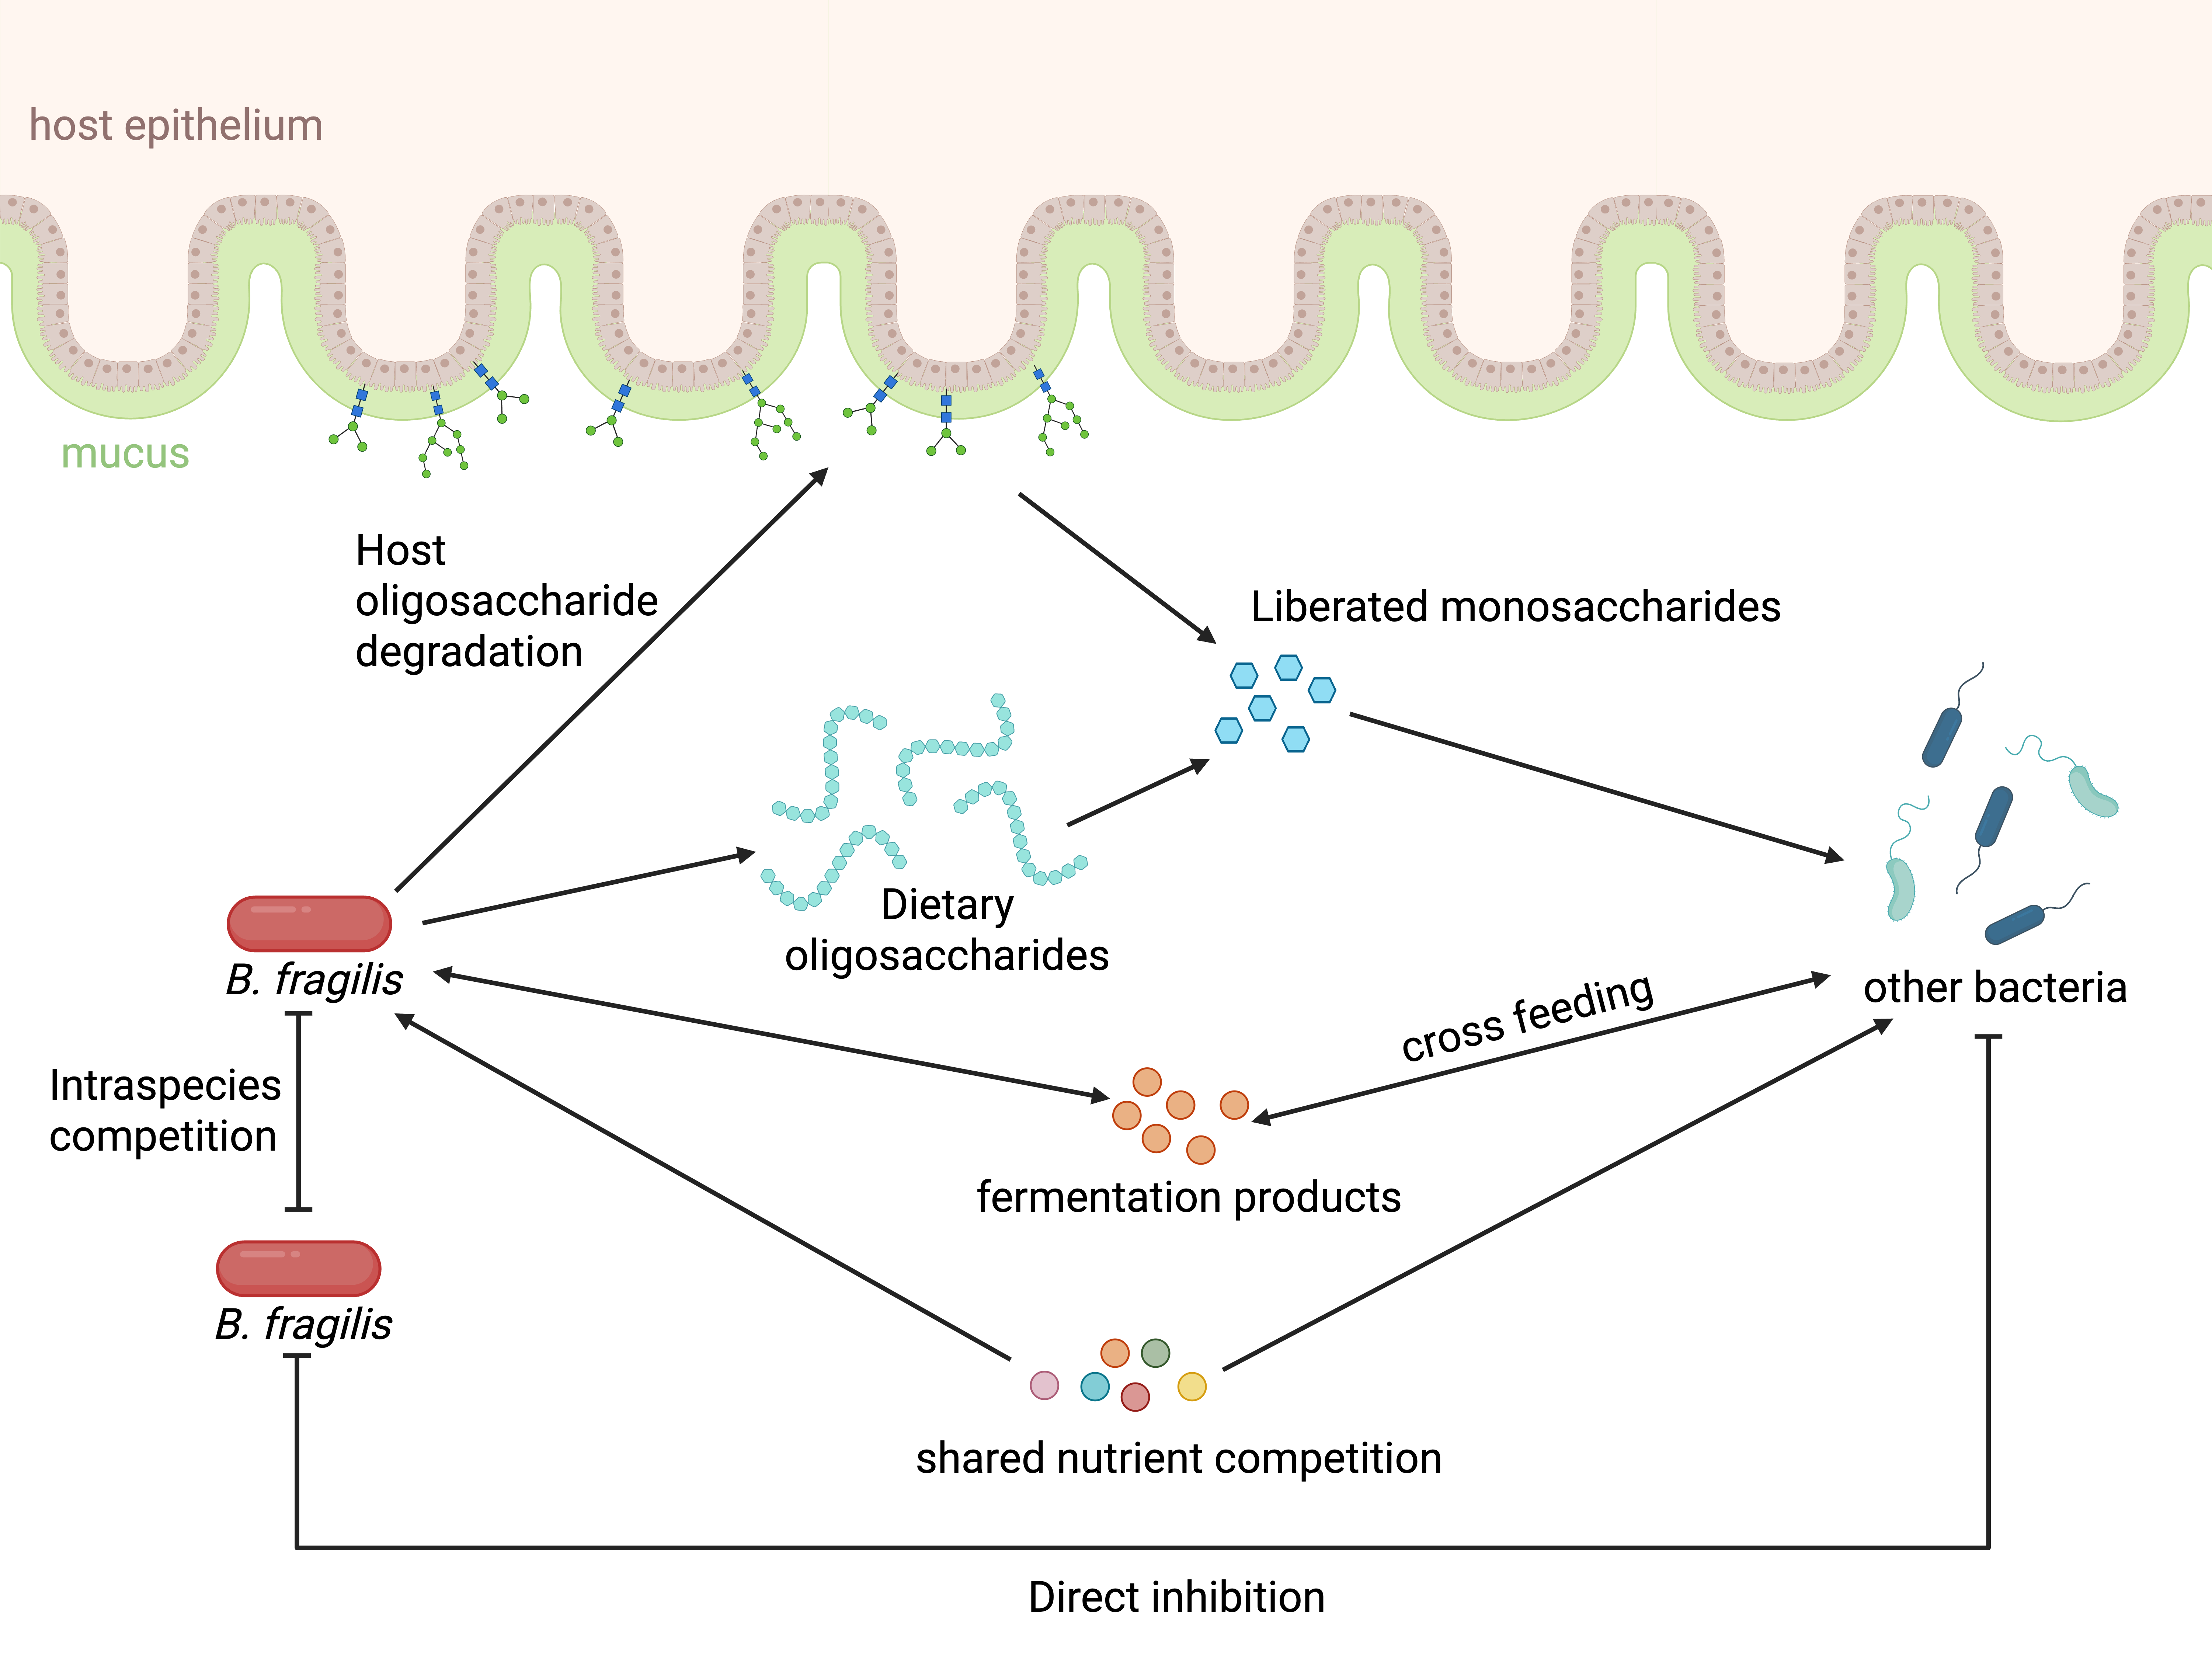 host epithelium
mucus
Host
oligosaccharide
degradation
Liberated monosaccharides
Dietary
oligosaccharides
B. fragilis
other bacteria
cross feeding
Intraspecies
competition
fermentation products
B. fragilis
shared nutrient competition
Direct inhibition